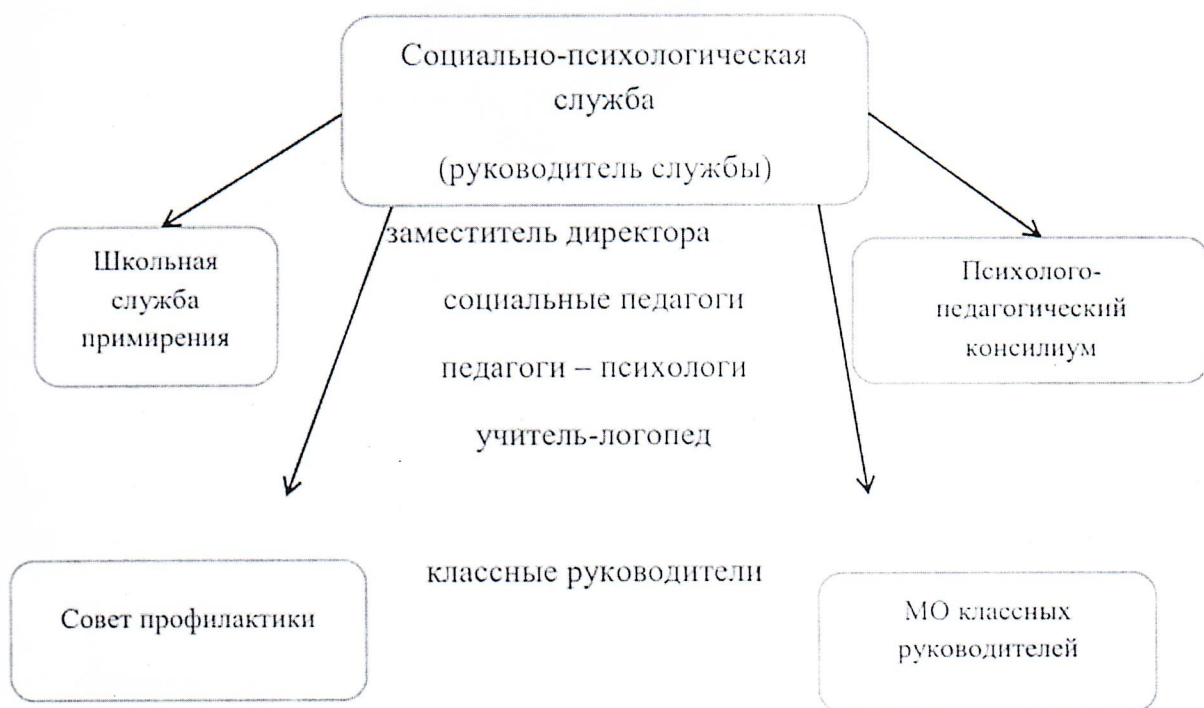 Социально-психологическая
служба
(руководитель службы)
заместитель директора
Школьная
служба
примирения
социальные педагоги
Психолого-
педагогический
консилиум
педагоги – психологи
учитель-логопед
классные руководители
Совет профилактики
МО классных
руководителей